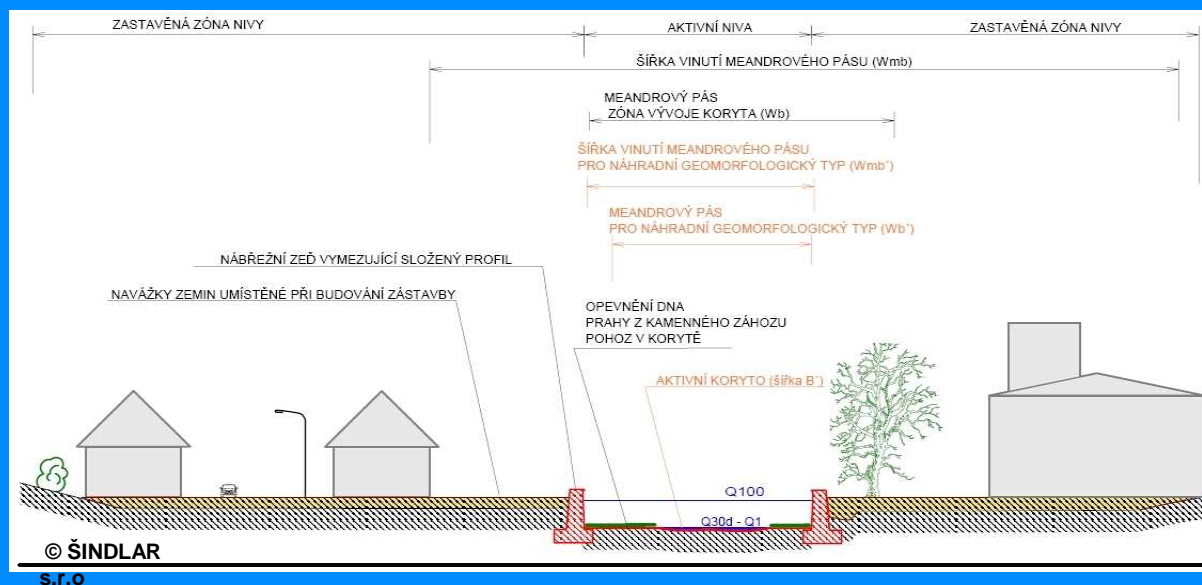 ZASTAVĚNÁ ZÓNA NIVY
AKTIVNÍ NIVA
ZASTAVĚNÁ ZÓNA NIVY
ŠÍŘKA VINUTÍ MEANDROVÉHO PÁSU (Wmb)
MEANDROVÝ PÁS
ZÓNA VÝVOJE KORYTA (Wb)
ŠÍŘKA VINUTÍ MEANDROVÉHO PÁSU
PRO NÁHRADNÍ GEOMORFOLOGICKÝ TYP (Wmb´)
MEANDROVÝ PÁS
PRO NÁHRADNÍ GEOMORFOLOGICKÝ TYP (Wb´)
NÁBŘEŽNÍ ZEĎ VYMEZUJÍCÍ SLOŽENÝ PROFIL
NAVÁŽKY ZEMIN UMÍSTĚNÉ PŘI BUDOVÁNÍ ZÁSTAVBY
OPEVNĚNÍ DNA
PRAHY Z KAMENNÉHO ZÁHOZU
POHOZ V KORYTĚ
AKTIVNÍ KORYTO (šířka B´)
Q100
Q30d - Q1
© ŠINDLAR
s.r.o